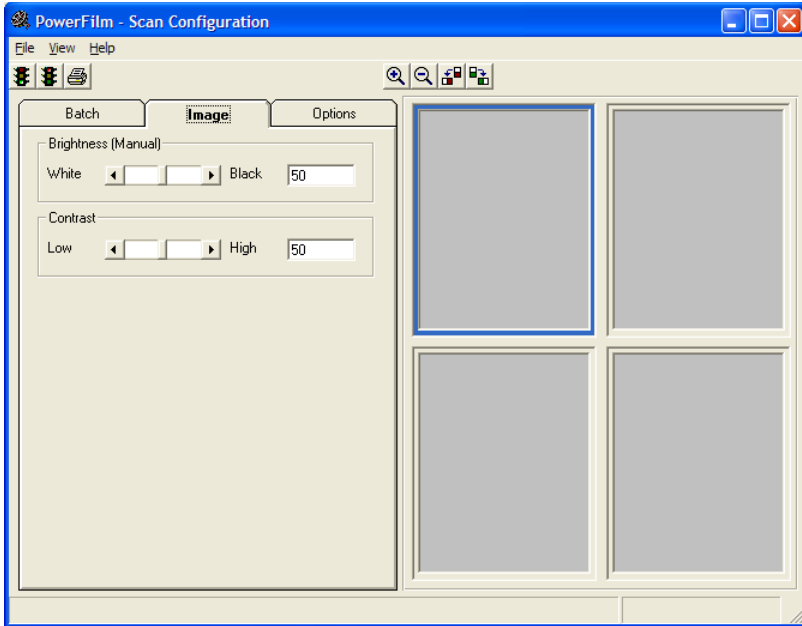 PowerFilm - Scan Configuration
File View Help
Batch Image Options
Brightness (Manual)
White Black 50
Contrast
Low High 50